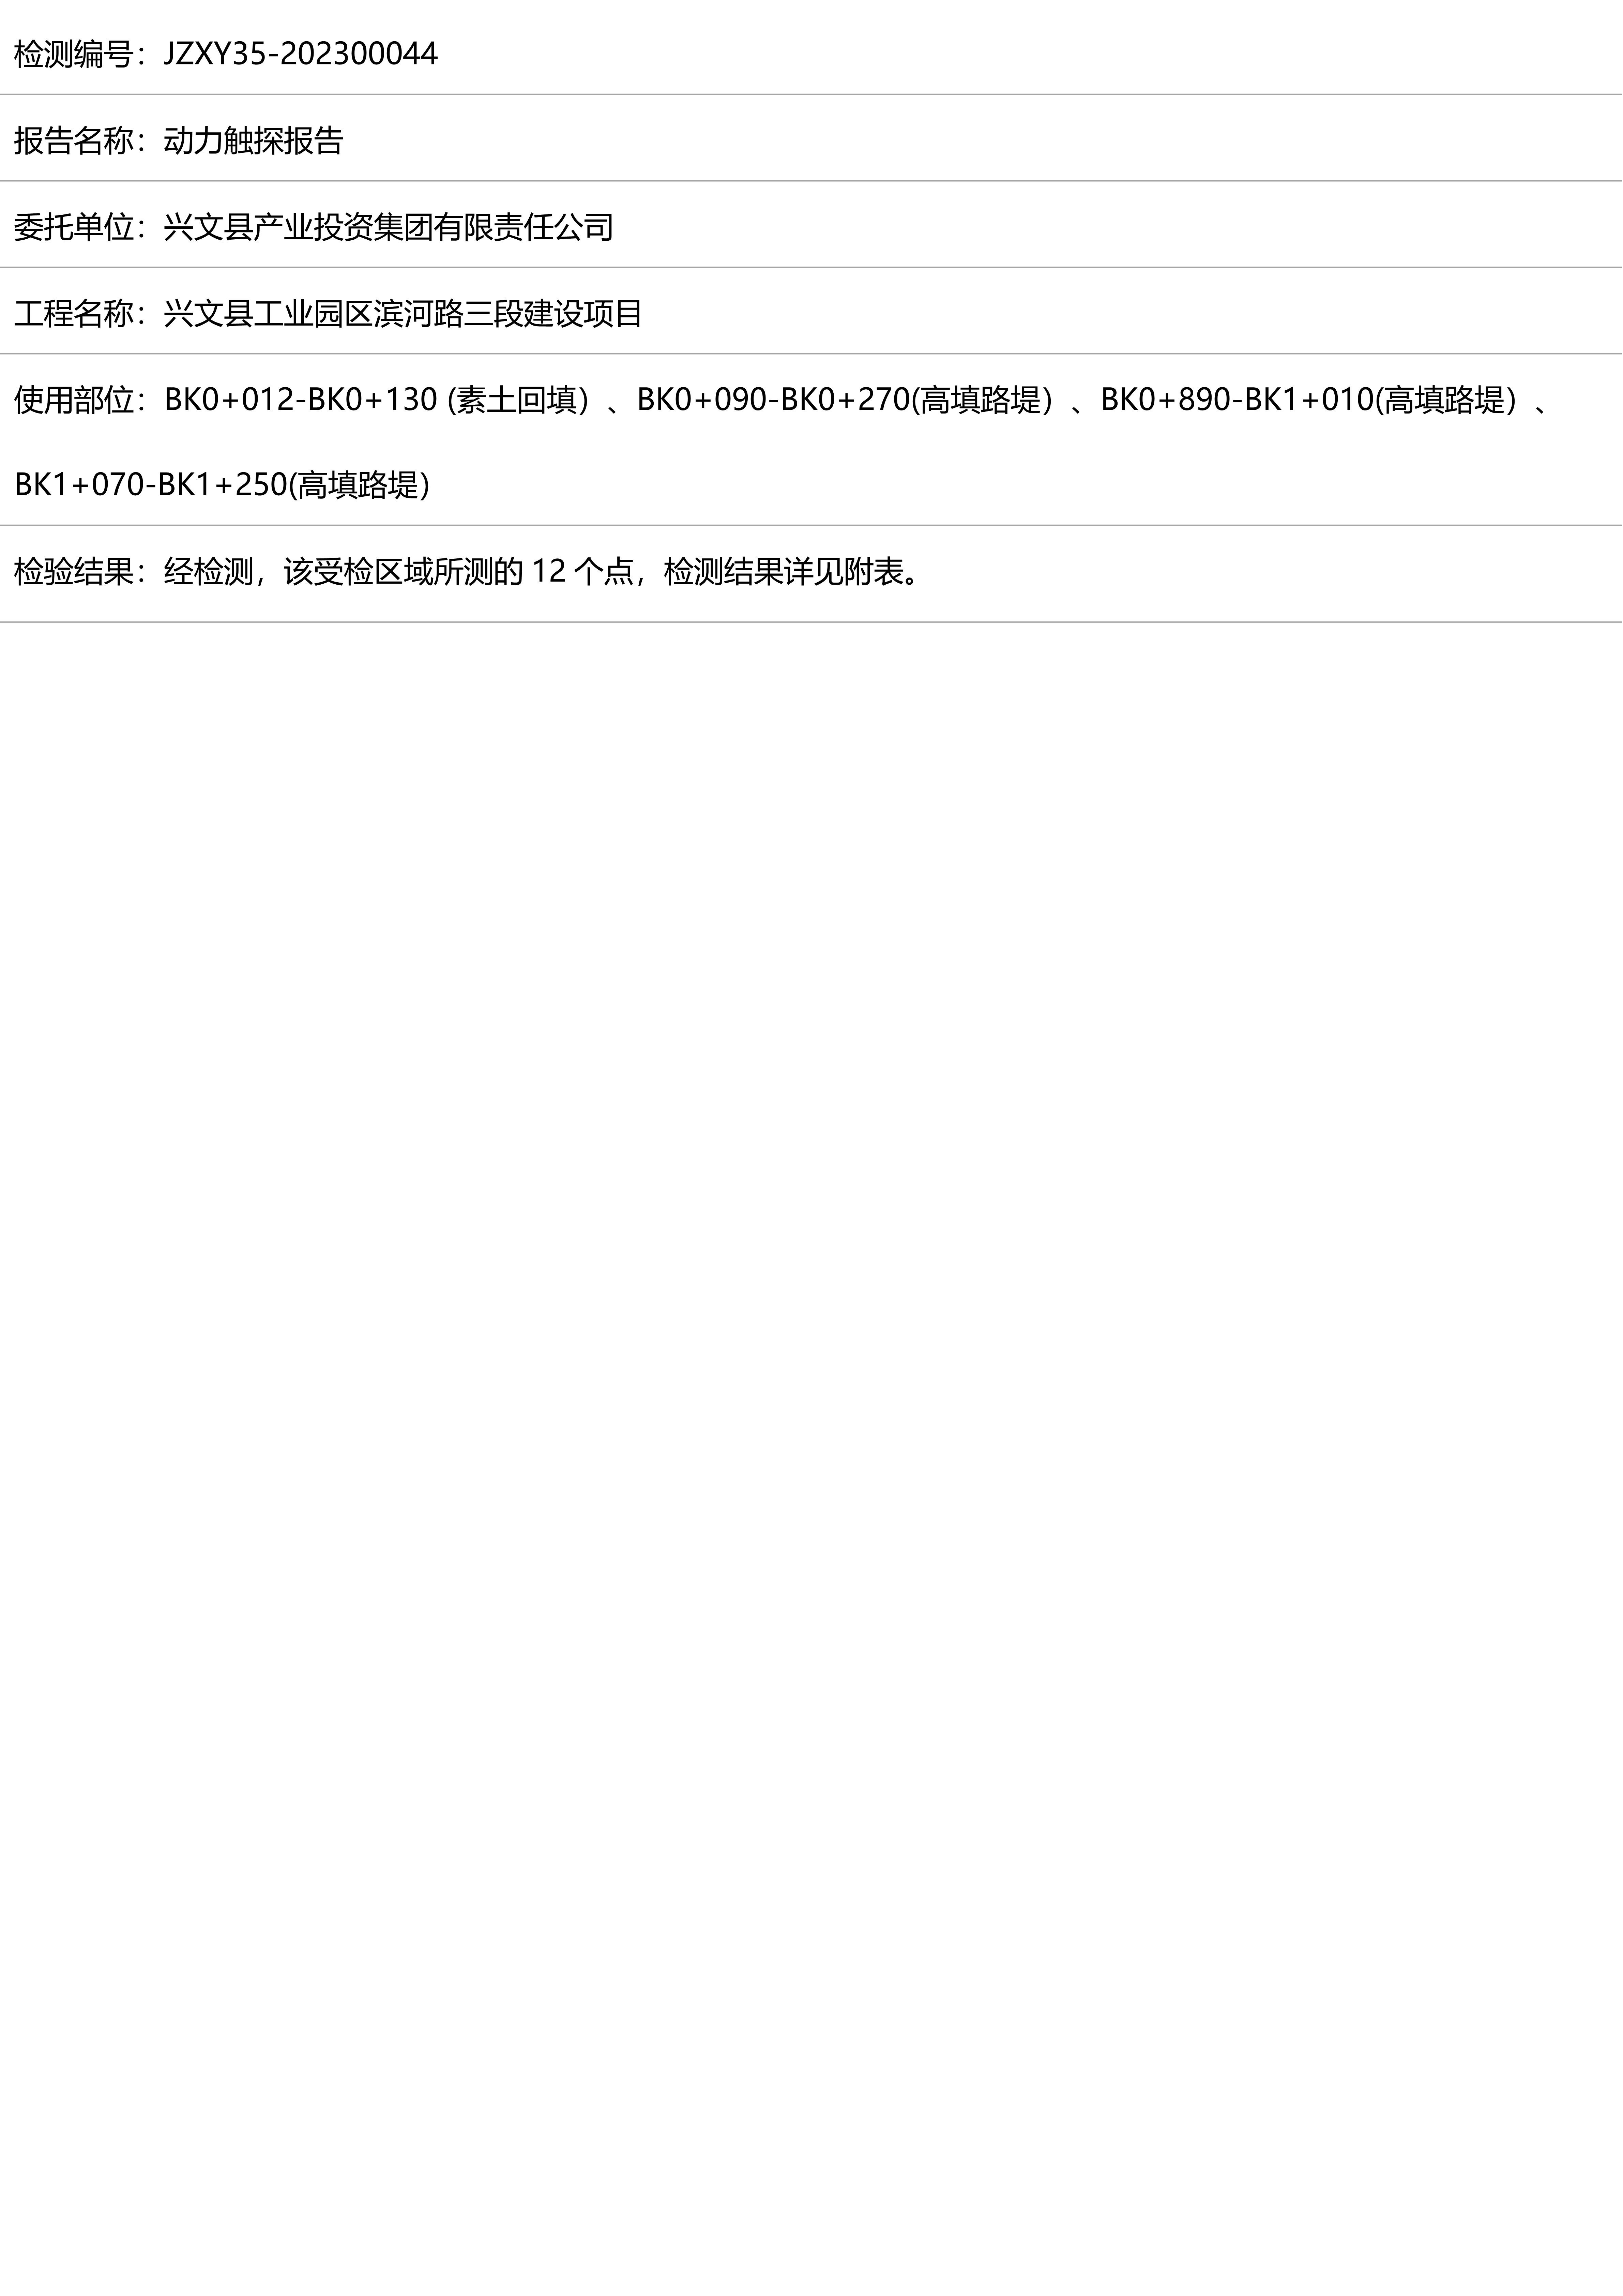 检测编号：JZXY35-202300044
报告名称：动力触探报告
委托单位：兴文县产业投资集团有限责任公司
工程名称：兴文县工业园区滨河路三段建设项目
使用部位：BK0+012-BK0+130 (素土回填）、BK0+090-BK0+270(高填路堤）、BK0+890-BK1+010(高填路堤）、
BK1+070-BK1+250(高填路堤）
检验结果：经检测，该受检区域所测的 12 个点，检测结果详见附表。